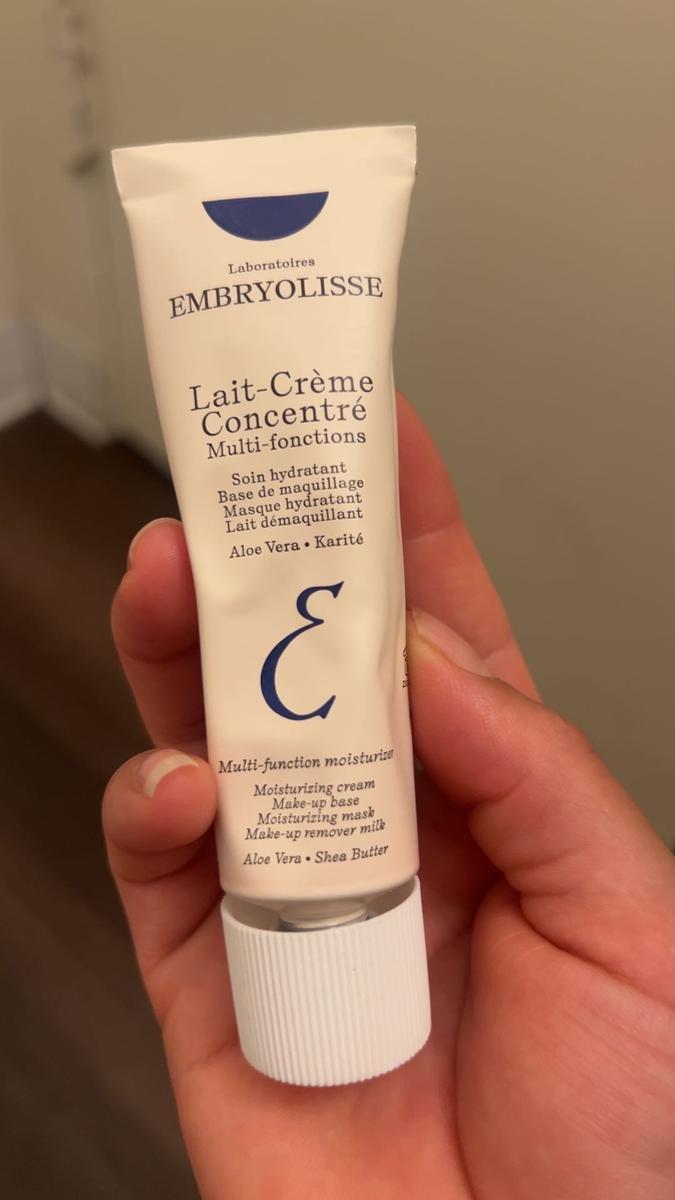 Laboratoires
EMBRYOLISSE
Lait-Crème
Concentré
Multi-fonctions
Soin hydratant
Base de maquillage
Masque hydratant
Lait démaquillant
Aloe Vera • Karité
Ɛ
Multi-function moisturizer
Moisturizing cream
Make-up base
Moisturizing mask
Make-up remover milk
Aloe Vera • Shea Butter